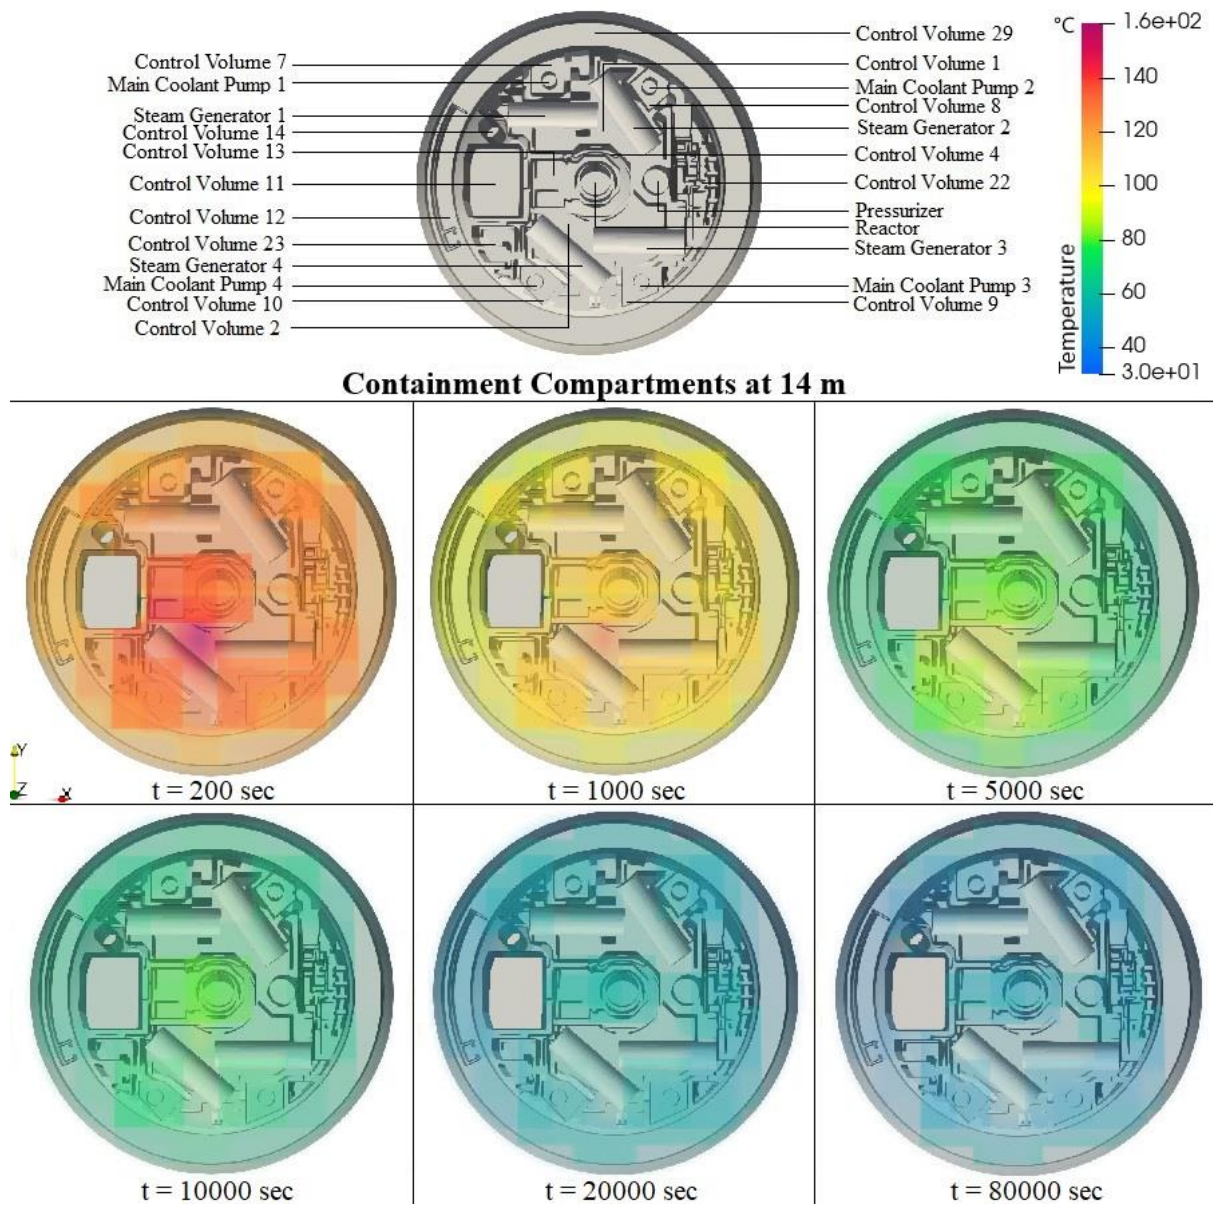 Control Volume 7
Main Coolant Pump 1
Steam Generator 1
Control Volume 14
Control Volume 13
Control Volume 11
Control Volume 12
Control Volume 23
Steam Generator 4
Main Coolant Pump 4
Control Volume 10
Control Volume 2
Control Volume 29
Control Volume 1
Main Coolant Pump 2
Control Volume 8
Steam Generator 2
Control Volume 4
Control Volume 22
Pressurizer
Reactor
Steam Generator 3
Main Coolant Pump 3
Control Volume 9
°C
1.6e+02
140
120
100
80
60
40
3.0e+01
Temperature
Containment Compartments at 14 m
Y
Z
X
t = 200 sec
t = 1000 sec
t = 5000 sec
t = 10000 sec
t = 20000 sec
t = 80000 sec